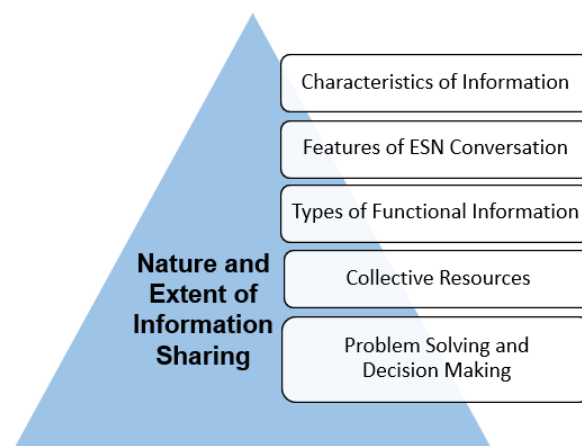 Characteristics of Information
Features of ESN Conversation
Types of Functional Information
Nature and
Extent of
Information
Sharing
Collective Resources
Problem Solving and
Decision Making